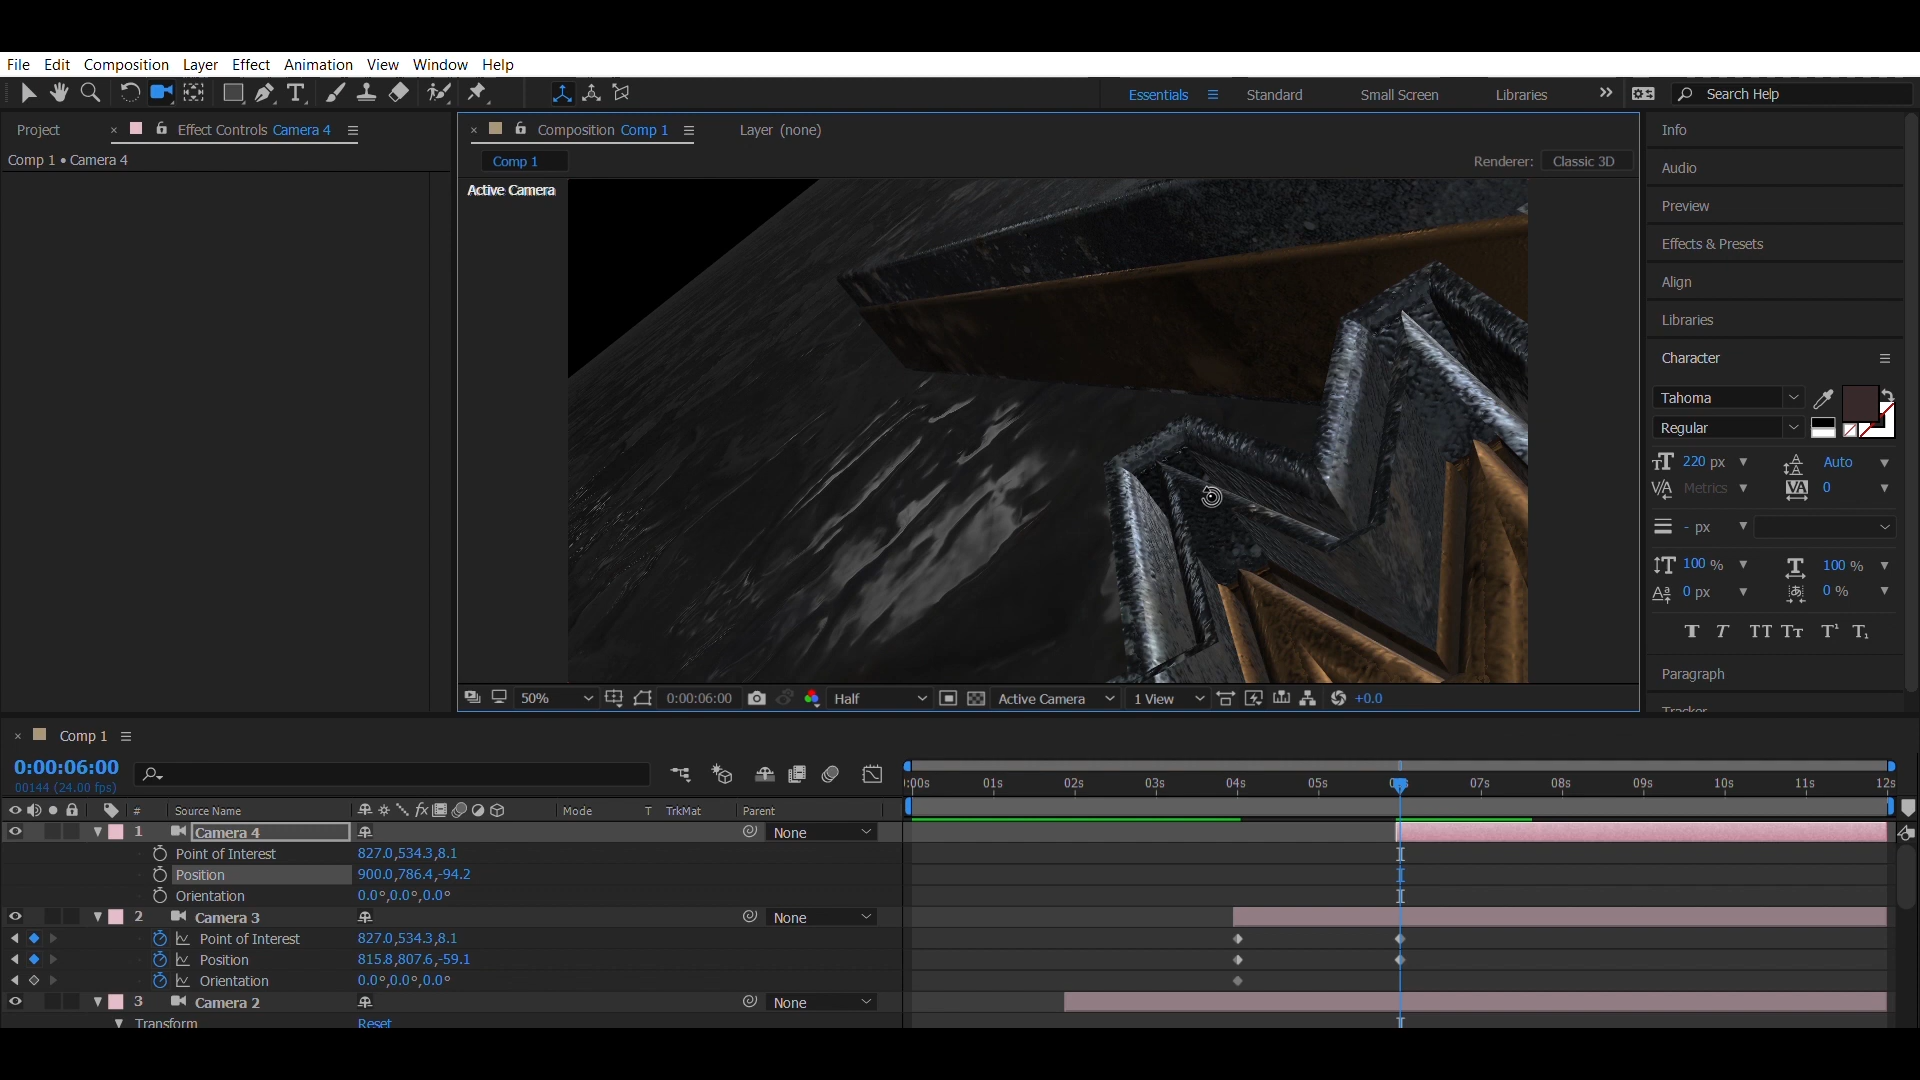 File Edit Composition Layer Effect Animation View Window Help
Essentials Standard Small Screen Libraries Search Help
Project Effect Controls Camera 4
Comp 1 • Camera 4
Composition Comp 1 Layer (none)
Comp 1 Renderer: Classic 3D
Active Camera
50% 0:00:06:00 Half Active Camera 1 View +0.0
Info
Audio
Preview
Effects & Presets
Align
Libraries
Character
Tahoma
Regular
220 px Auto
Metrics 0
- px
100 % 100 %
0 px 0 %
Paragraph
Tracker
Comp 1
0:00:06:00
00144 (24.00 fps)
:00s 01s 02s 03s 04s 05s 07s 08s 09s 10s 11s 12s
# Source Name Mode T TrkMat Parent
1 Camera 4 None
Point of Interest 827.0,534.3,8.1
Position 900.0,786.4,-94.2
Orientation 0.0°,0.0°,0.0°
2 Camera 3 None
Point of Interest 827.0,534.3,8.1
Position 815.8,807.6,-59.1
Orientation 0.0°,0.0°,0.0°
3 Camera 2 None
Transform Reset